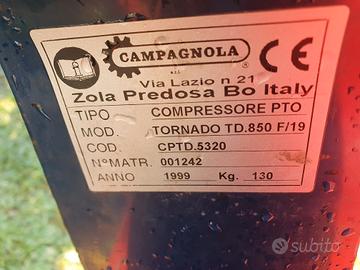 CAMPAGNOLA
CE
Via Lazio n 21
Zola Predosa Bo Italy
TIPO COMPRESSORE PTO
MOD. TORNADO TD.850 F/19
COD. CPTD.5320
N° MATR. 001242
ANNO 1999 Kg. 130
subito